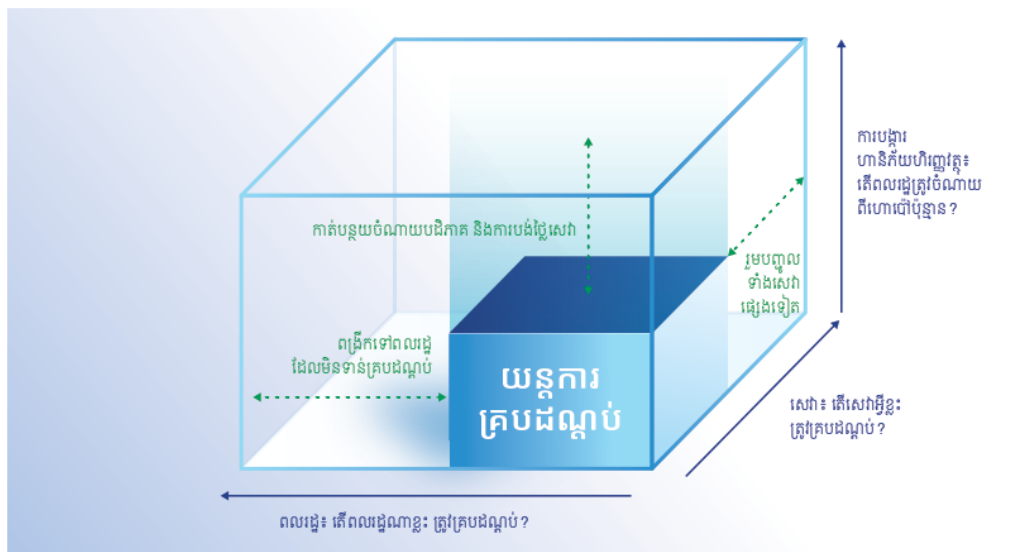 ការបង្ការ
ហានិភ័យហិរញ្ញវត្ថុ៖
តើពលរដ្ឋត្រូវចំណាយ
ពីហោប៉ៅប៉ុន្មាន?
កាត់បន្ថយចំណាយបដិភាគ និងការបង់ថ្លៃសេវា
រួមបញ្ចូល
ទាំងសេវា
ផ្សេងទៀត
ពង្រីកទៅពលរដ្ឋ
ដែលមិនទាន់គ្របដណ្តប់
យន្តការ
គ្របដណ្តប់
សេវា៖ តើសេវាអ្វីខ្លះ
ត្រូវគ្របដណ្តប់?
ពលរដ្ឋ៖ តើពលរដ្ឋណាខ្លះ ត្រូវគ្របដណ្តប់?